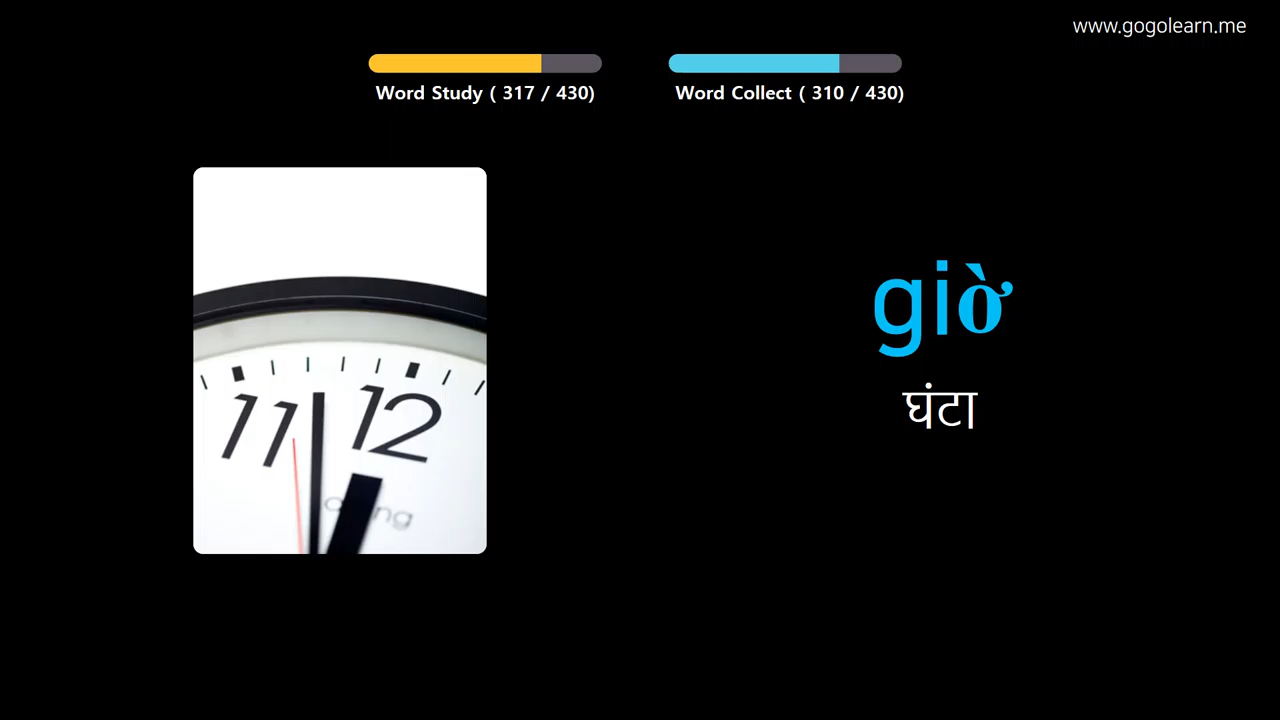 www.gogolearn.me
Word Study ( 317 / 430)
Word Collect ( 310 / 430)
11
12
giờ
घंटा